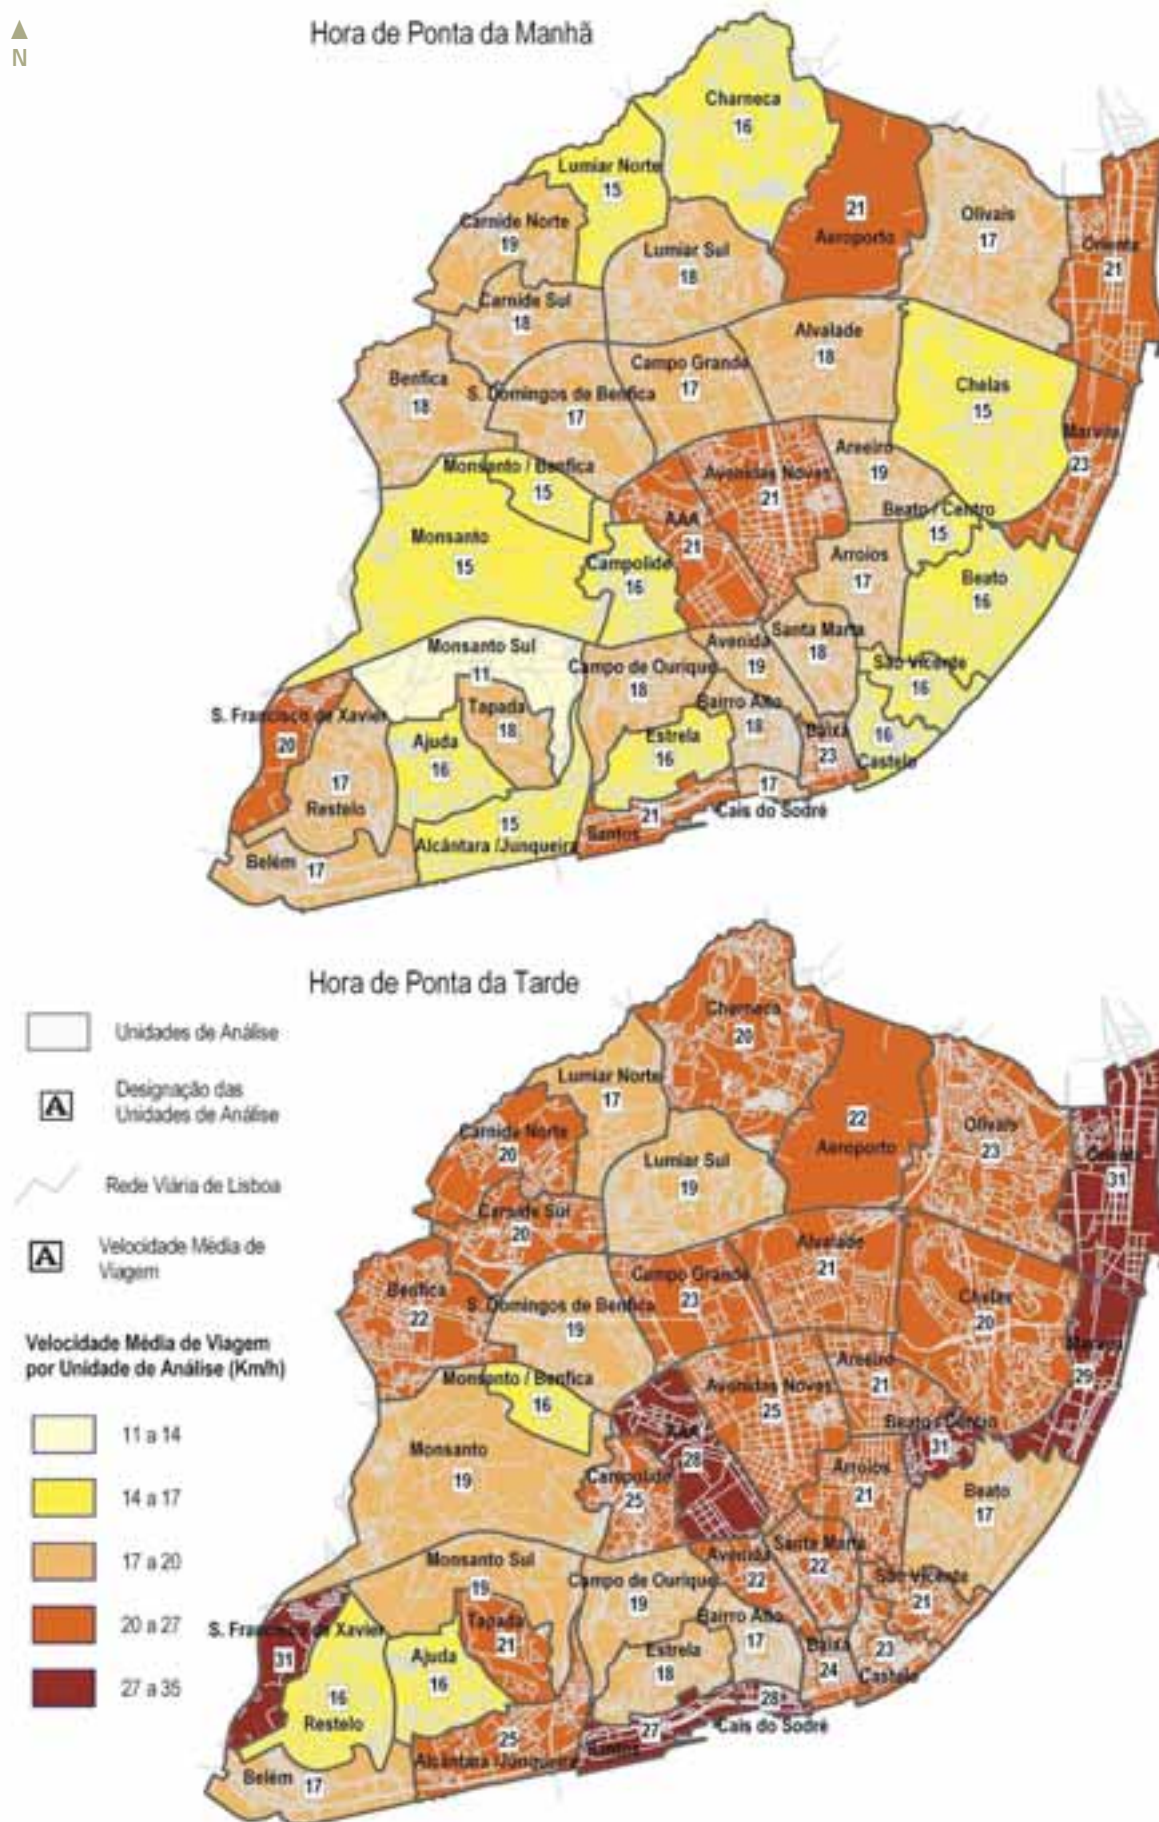 N
Hora de Ponta da Manhã
Charneca
16
Lumiar Norte
15
21
Aeroporto
Olivais
17
Carnide Norte
19
Lumiar Sul
18
Oriente
21
Carnide Sul
18
Alvalade
18
Campo Grande
17
Benfica
18
S. Domingos de Benfica
17
Chelas
15
Marvila
23
Areeiro
19
Monsanto / Benfica
15
Avenidas Novas
21
Beato / Centro
15
AAA
21
Monsanto
15
Campolide
16
Arroios
17
Beato
16
Monsanto Sul
11
Avenida
19
Santa Marta
18
Campo de Ourique
18
São Vicente
16
S. Francisco de Xavier
20
Tapada
18
Bairro Alto
18
Ajuda
16
Estrela
16
Baixa
23
16
Castelo
17
Restelo
17
Cais do Sodré
15
Alcântara / Junqueira
21
Santos
Belém
17
Hora de Ponta da Tarde
Charneca
20
Unidades de Análise
Lumiar Norte
17
A
Designação das
Unidades de Análise
22
Aeroporto
Olivais
23
Carnide Norte
20
Lumiar Sul
19
Oriente
31
Rede Viária de Lisboa
Carnide Sul
20
Alvalade
21
A
Velocidade Média de
Viagem
Campo Grande
23
Benfica
22
S. Domingos de Benfica
19
Chelas
20
Velocidade Média de Viagem
por Unidade de Análise (Km/h)
Marvila
29
Areeiro
21
Monsanto / Benfica
16
Avenidas Novas
25
Beato / Centro
31
11 a 14
AAA
28
Monsanto
19
14 a 17
Campolide
25
Arroios
21
Beato
17
17 a 20
Monsanto Sul
19
Avenida
22
Santa Marta
22
Campo de Ourique
19
São Vicente
21
20 a 27
S. Francisco de Xavier
31
Tapada
21
Bairro Alto
17
Ajuda
16
Estrela
18
Baixa
24
23
Castelo
27 a 35
16
Restelo
28
Cais do Sodré
25
Alcântara / Junqueira
27
Santos
Belém
17